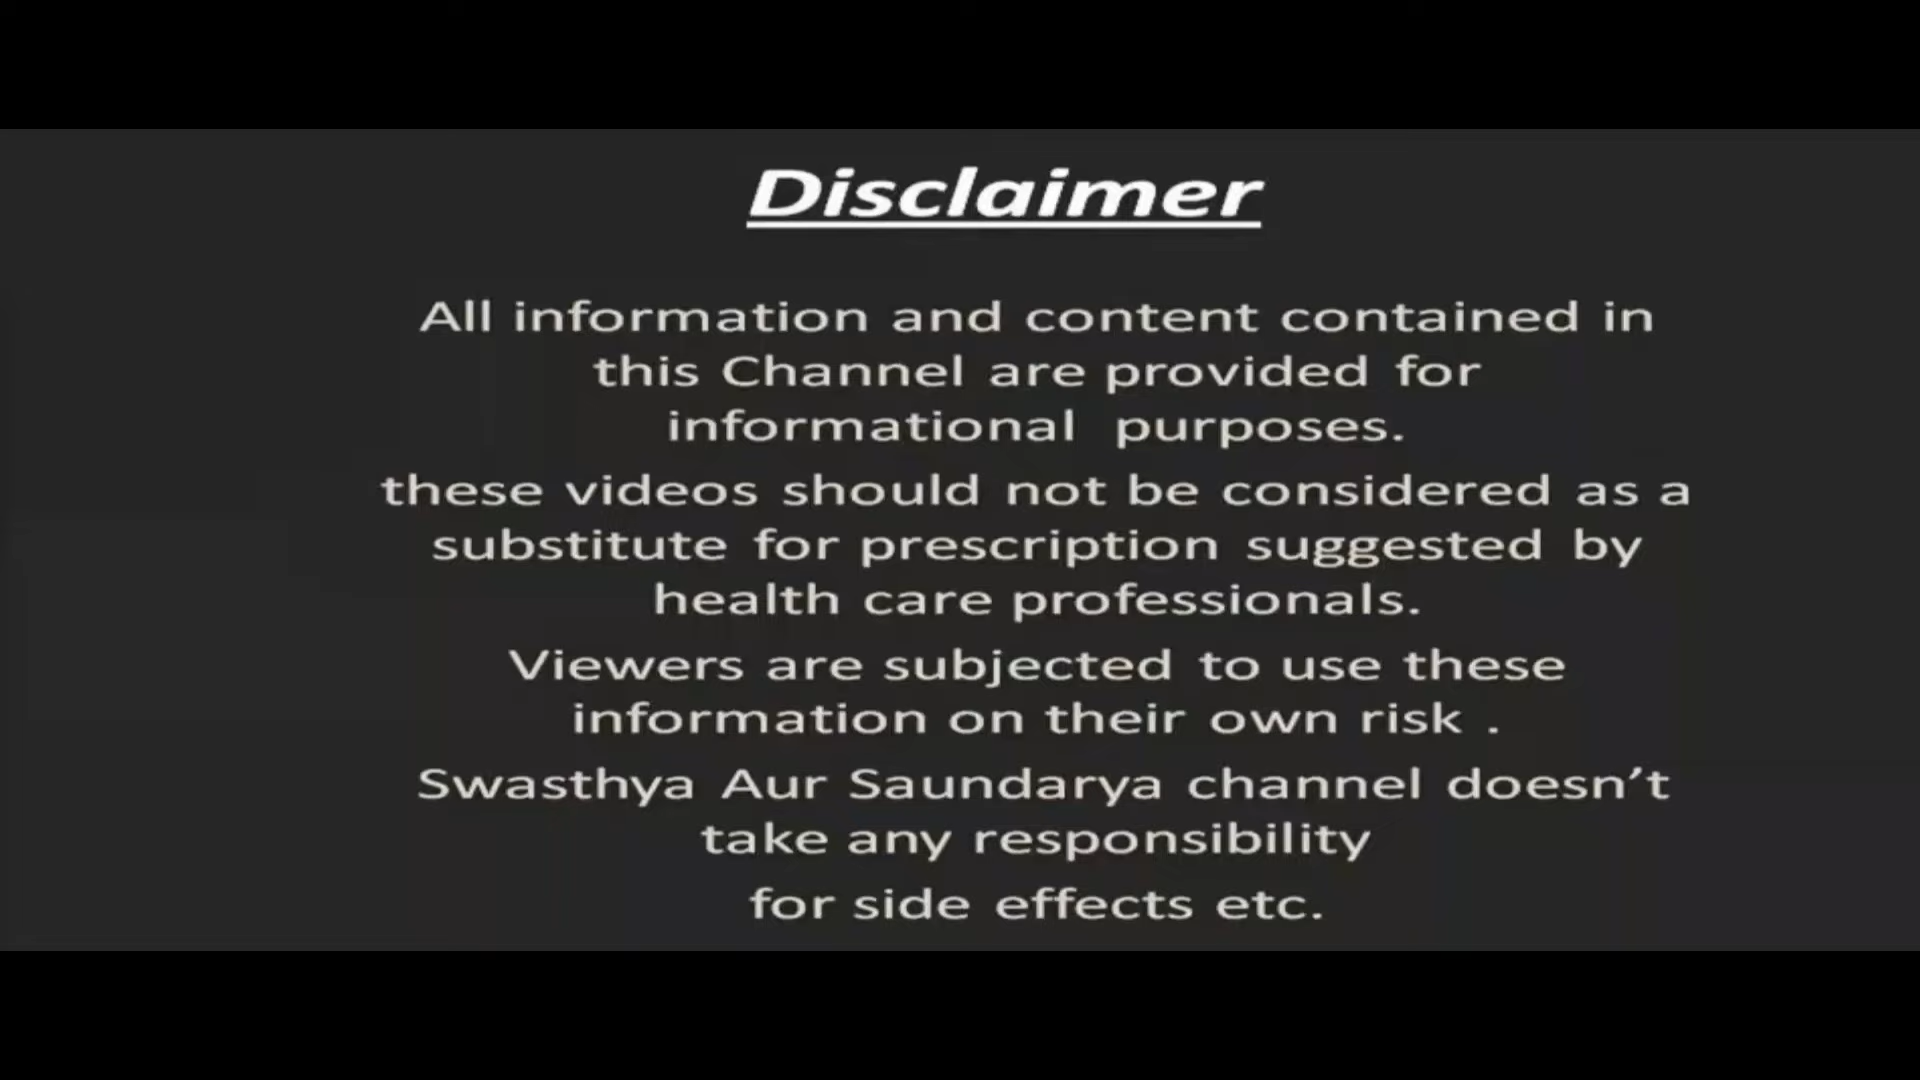 Disclaimer
All information and content contained in
this Channel are provided for
informational purposes.
these videos should not be considered as a
substitute for prescription suggested by
health care professionals.
Viewers are subjected to use these
information on their own risk .
Swasthya Aur Saundarya channel doesn’t
take any responsibility
for side effects etc.